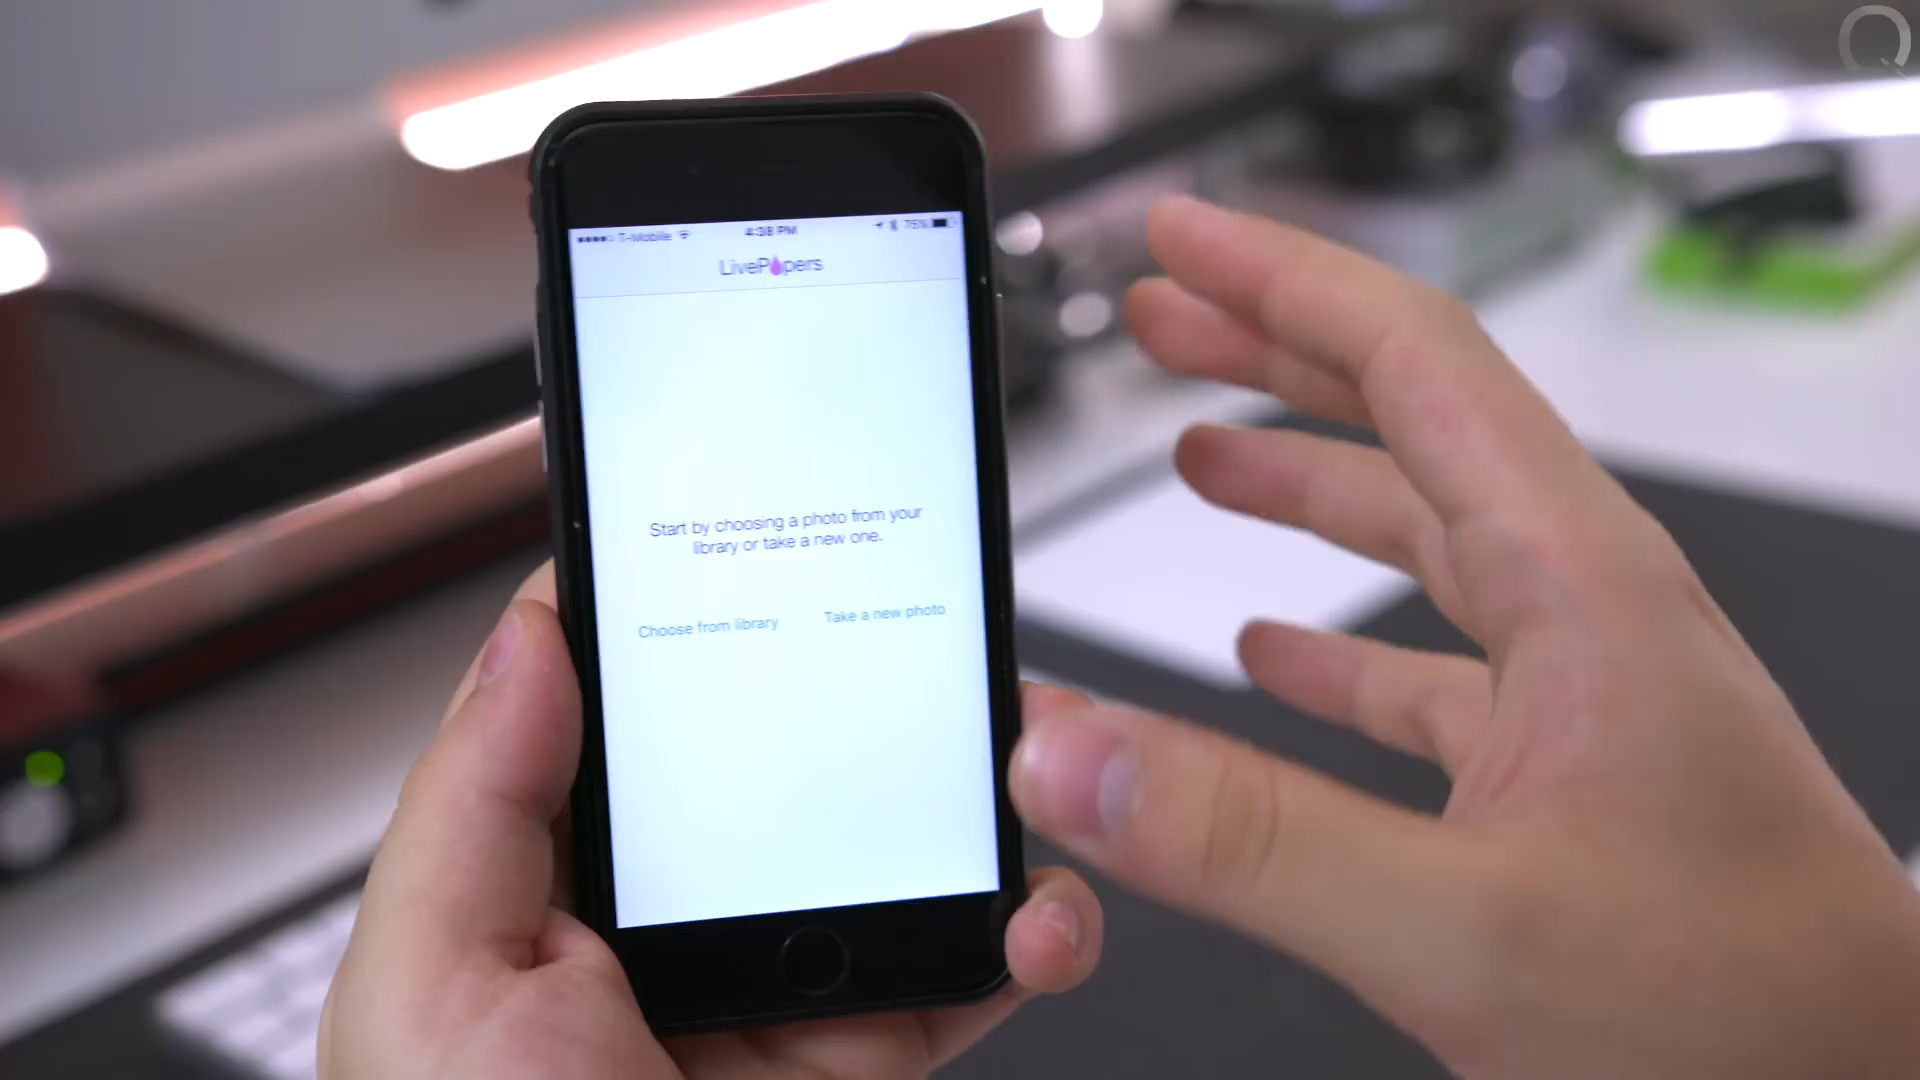 T-Mobile 4:38 PM 75%
LivePapers
Start by choosing a photo from your
library or take a new one.
Choose from library Take a new photo